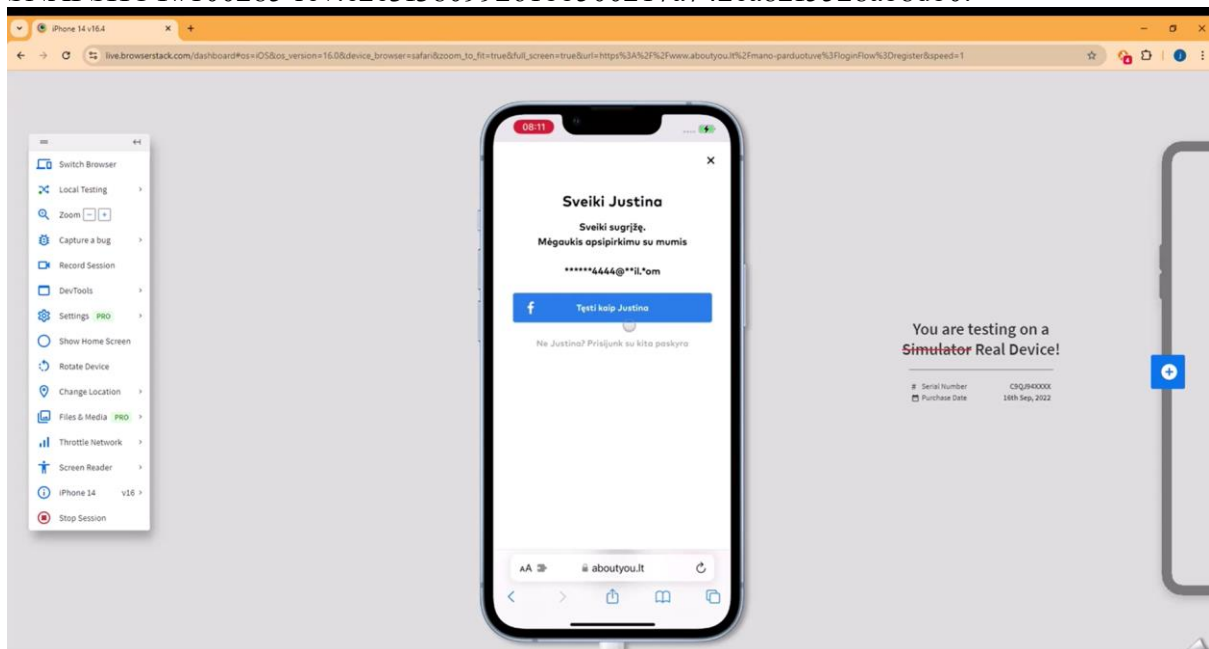 iPhone 14 v16.4
live.browserstack.com/dashboard#os=iOS&os_version=16.0&device_browser=safari&zoom_to_fit=true&full_screen=true&url=https%3A%2F%2Fwww.aboutyou.lt%2Fmano-parduotuve%3FloginFlow%3Dregister&speed=1
Switch Browser
Local Testing
Zoom - +
Capture a bug
Record Session
DevTools
Settings PRO
Show Home Screen
Rotate Device
Change Location
Files & Media PRO
Throttle Network
Screen Reader
iPhone 14 v16
Stop Session
08:11
Sveiki Justina
Sveiki sugrįžę.
Mėgaukis apsipirkimu su mumis
******4444@**il.*om
f Tęsti kaip Justina
Ne Justina? Prisijunk su kita paskyra
AA aboutyou.lt
You are testing on a
Simulator Real Device!
# Serial Number
Purchase Date 16th Sep, 2022